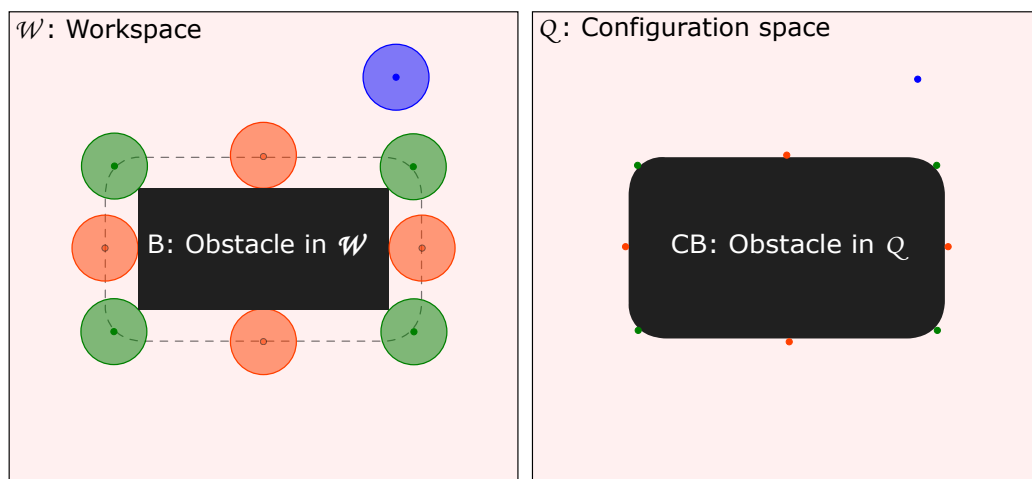 𝒲: Workspace
𝒬: Configuration space
B: Obstacle in 𝓦
CB: Obstacle in 𝒬